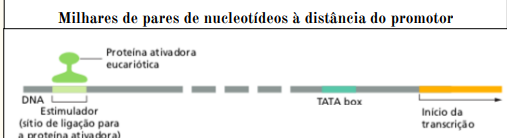 Milhares de pares de nucleotídeos à distância do promotor
Proteína ativadora
eucariótica
DNA
Estimulador
(sítio de ligação para
a proteína ativadora)
TATA box
Início da
transcrição